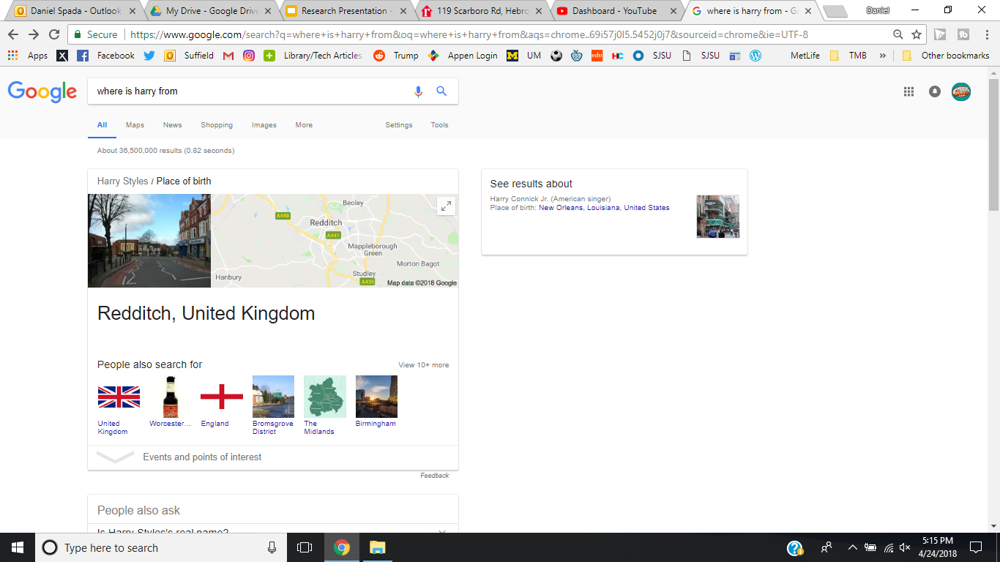 Daniel Spada - Outlook
My Drive - Google Driv
Research Presentation -
119 Scarboro Rd, Hebro
Dashboard - YouTube
where is harry from - G
Daniel
Secure
https://www.google.com/search?q=where+is+harry+from&oq=where+is+harry+from&aqs=chrome..69i57j0l5.5452j0j7&sourceid=chrome&ie=UTF-8
Apps
Facebook
Suffield
Library/Tech Articles
Trump
Appen Login
UM
SJSU
SJSU
MetLife
TMB
Other bookmarks
Google
where is harry from
All Maps News Shopping Images More Settings Tools
About 36,500,000 results (0.82 seconds)
Harry Styles / Place of birth
Beoley
A448
Redditch
A441
Mappleborough
Green
Morton Bagot
Studley
Hanbury
A435
Map data ©2018 Google
Redditch, United Kingdom
People also search for
View 10+ more
United
Kingdom
Worcester...
England
Bromsgrove
District
The
Midlands
Birmingham
Events and points of interest
Feedback
People also ask
Is Harry Styles's real name?
See results about
Harry Connick Jr. (American singer)
Place of birth: New Orleans, Louisiana, United States
Type here to search
5:15 PM
4/24/2018